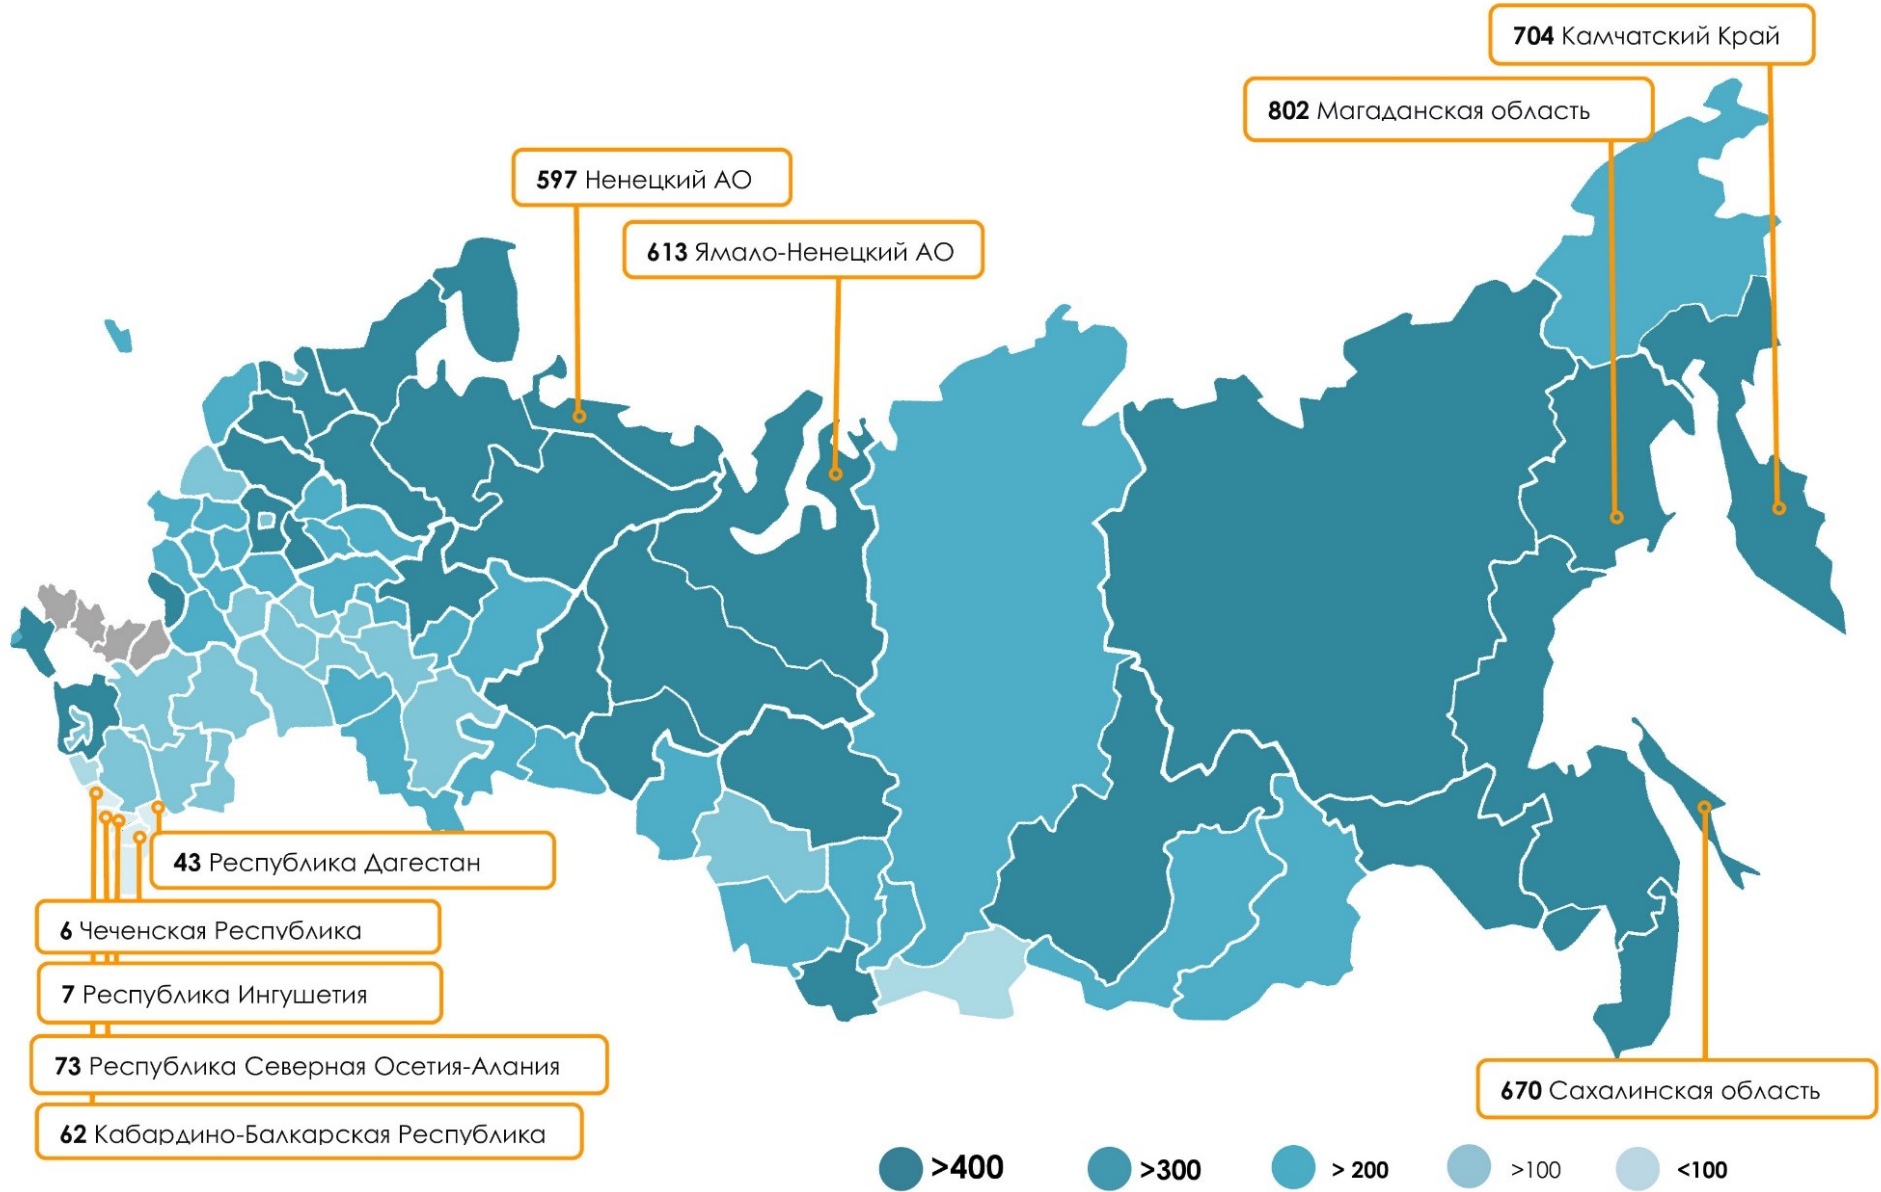 704 Камчатский Край
802 Магаданская область
597 Ненецкий АО
613 Ямало-Ненецкий АО
43 Республика Дагестан
6 Чеченская Республика
7 Республика Ингушетия
73 Республика Северная Осетия-Алания
62 Кабардино-Балкарская Республика
670 Сахалинская область
>400 >300 > 200 >100 <100